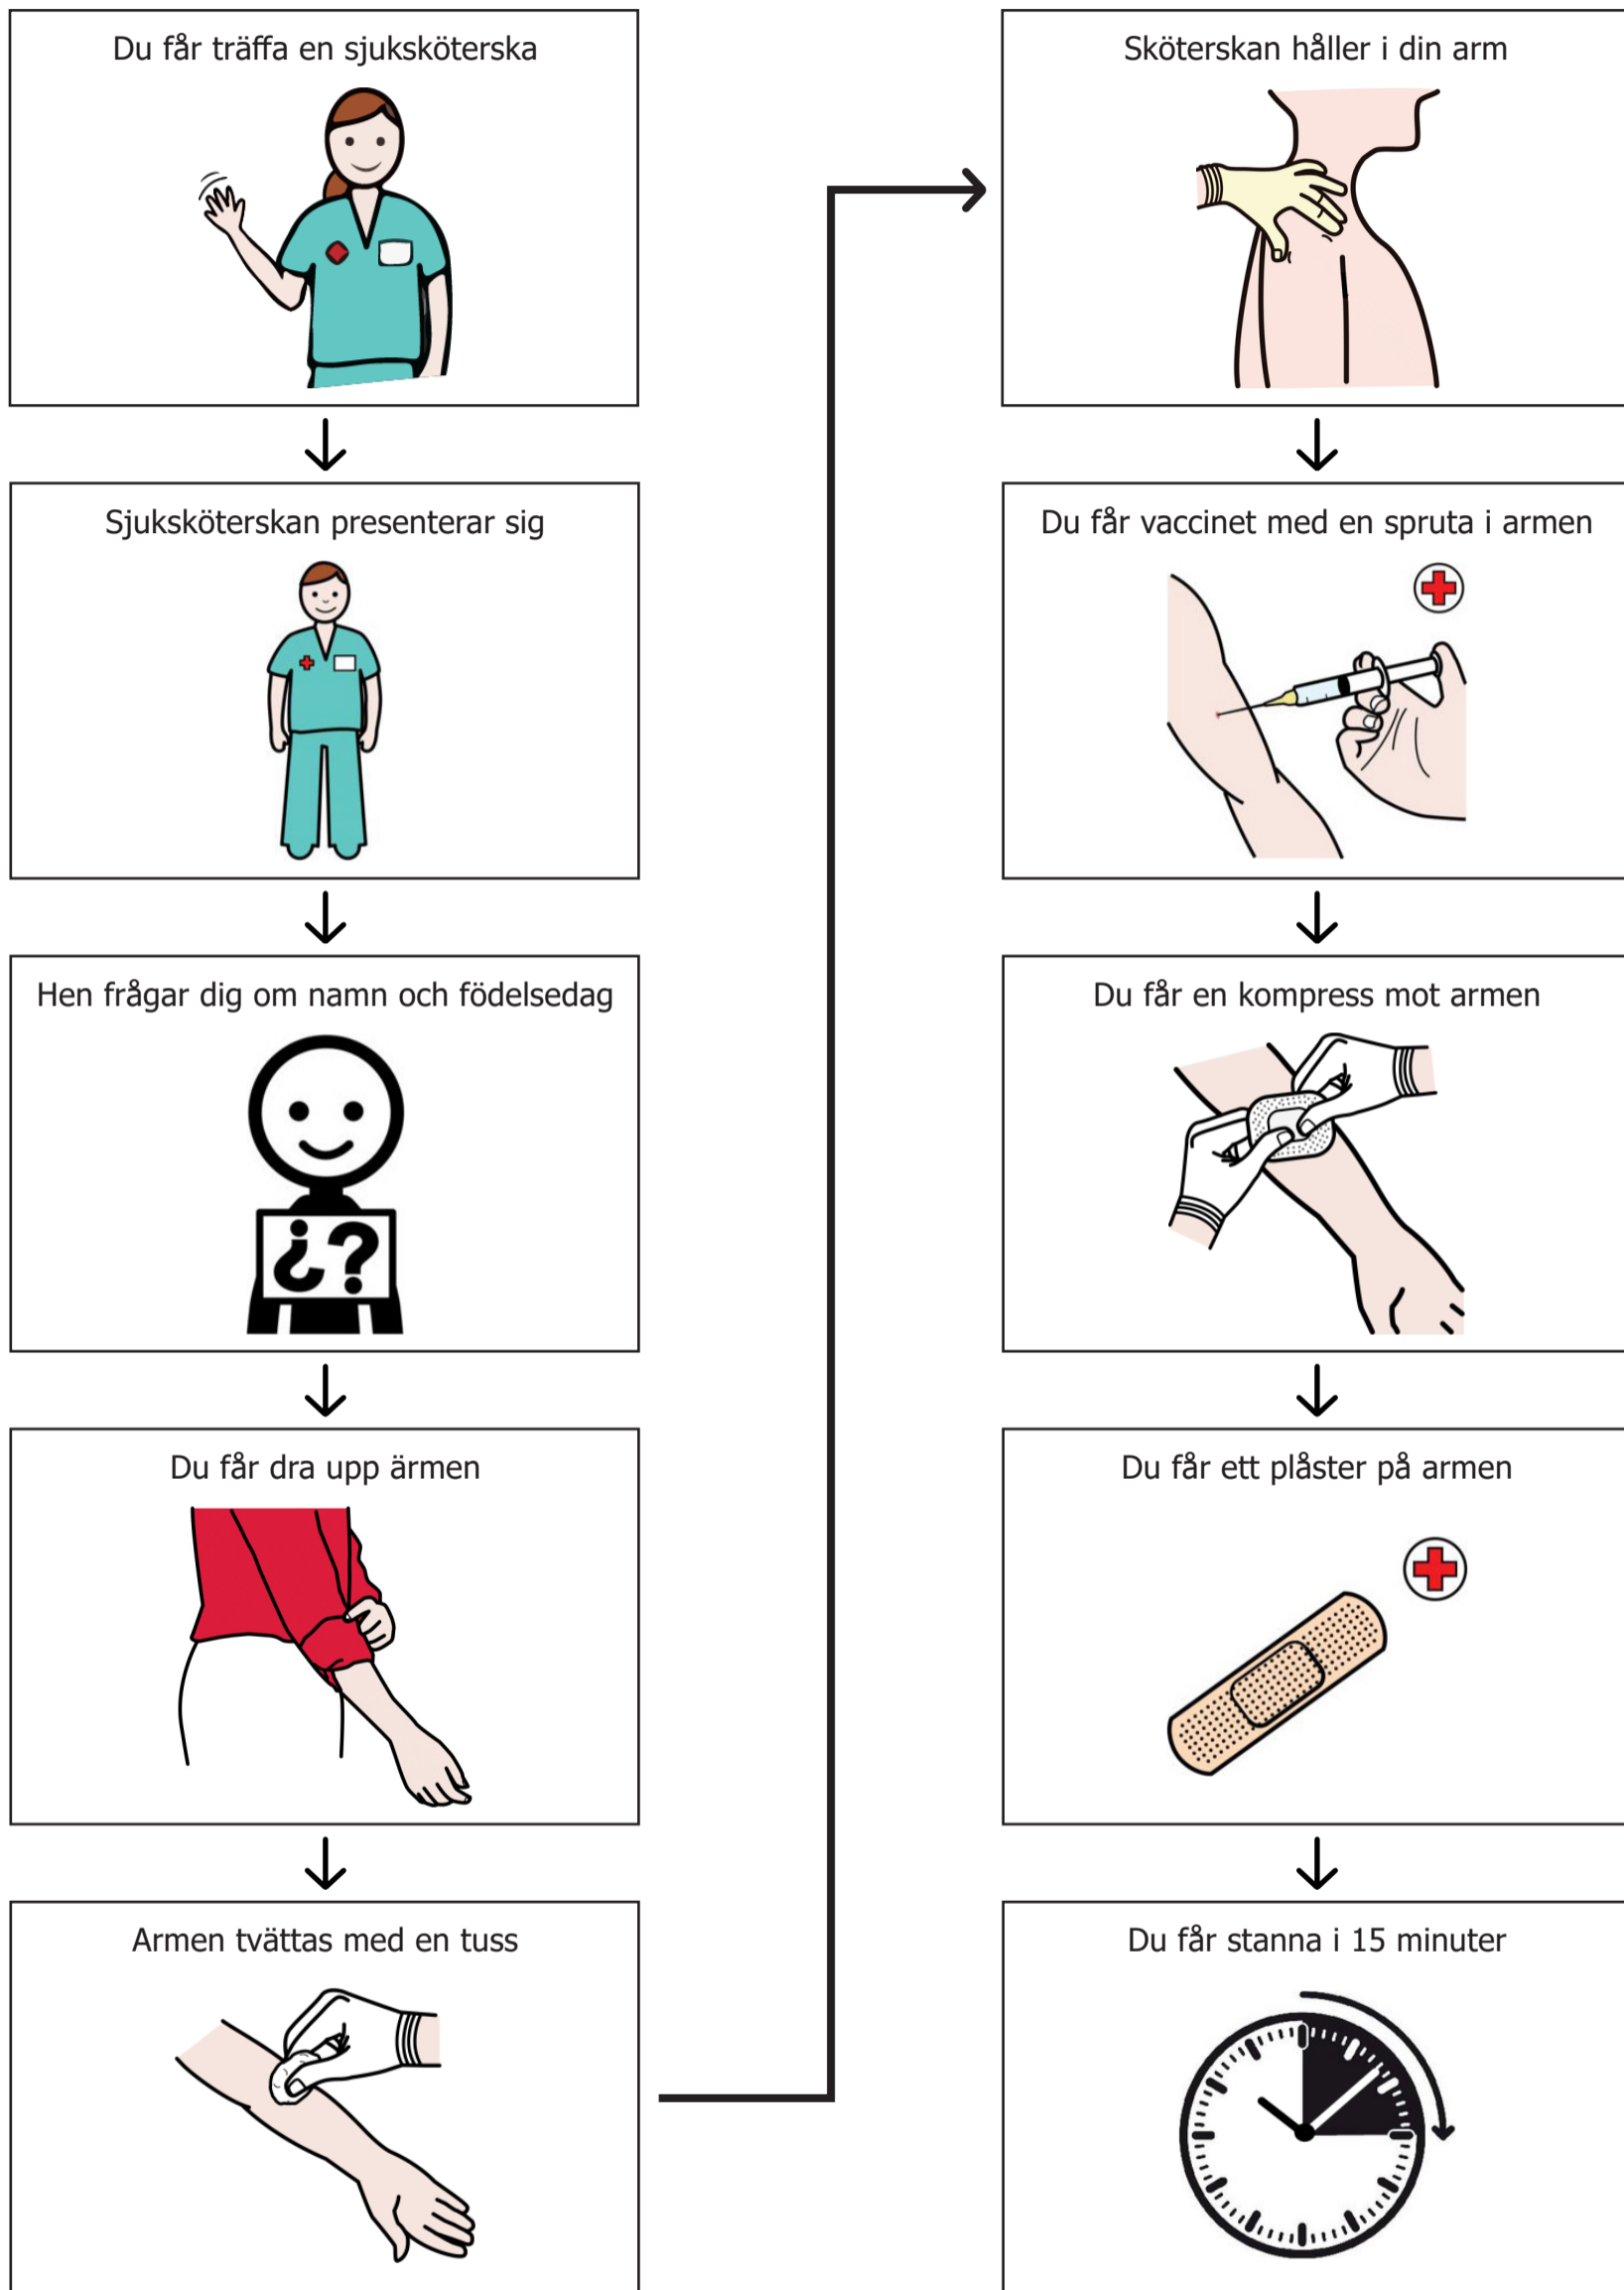 Du får träffa en sjuksköterska
Sjuksköterskan presenterar sig
Hen frågar dig om namn och födelsedag
¿?
Du får dra upp ärmen
Armen tvättas med en tuss
Sköterskan håller i din arm
Du får vaccinet med en spruta i armen
Du får en kompress mot armen
Du får ett plåster på armen
Du får stanna i 15 minuter